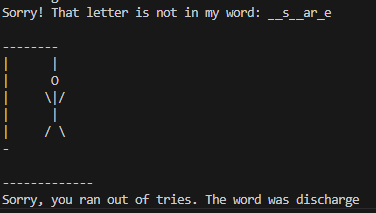 Sorry! That letter is not in my word: __s__ar_e
--------
|      |
|      O
|     \|/
|      |
|     / \
-
-------------
Sorry, you ran out of tries. The word was discharge